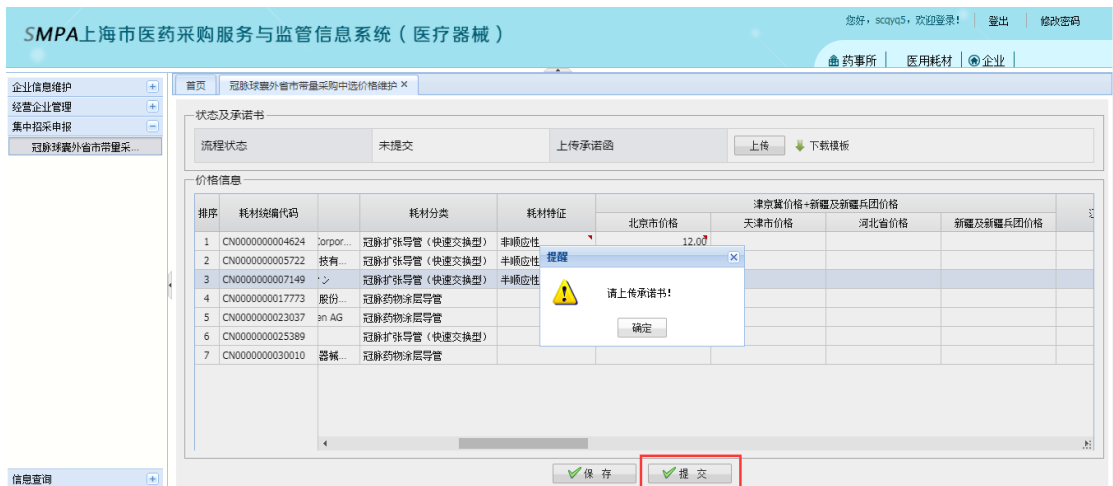 您好，scqyq5，欢迎登录！ 登出 修改密码
SMPA上海市医药采购服务与监管信息系统（医疗器械）
药事所 医用耗材 企业
企业信息维护
经营企业管理
集中招采申报
冠脉球囊外省市带量采...
信息查询
首页 冠脉球囊外省市带量采购中选价格维护 ×
状态及承诺书
流程状态 未提交 上传承诺函 上传 下载模板
价格信息
排序 耗材统编代码 耗材分类 耗材特征 津京冀价格+新疆及新疆兵团价格
北京市价格 天津市价格 河北省价格 新疆及新疆兵团价格
1 CN0000000004624 Corpor... 冠脉扩张导管（快速交换型） 非顺应性 12.00
2 CN0000000005722 技有... 冠脉扩张导管（快速交换型） 半顺应性
3 CN0000000007149 冠脉扩张导管（快速交换型） 半顺应性
4 CN0000000017773 股份... 冠脉药物涂层导管
5 CN0000000023037 en AG 冠脉药物涂层导管
6 CN0000000025389 冠脉扩张导管（快速交换型）
7 CN0000000030010 器械... 冠脉药物涂层导管
提醒
请上传承诺书!
确定
保 存 提 交